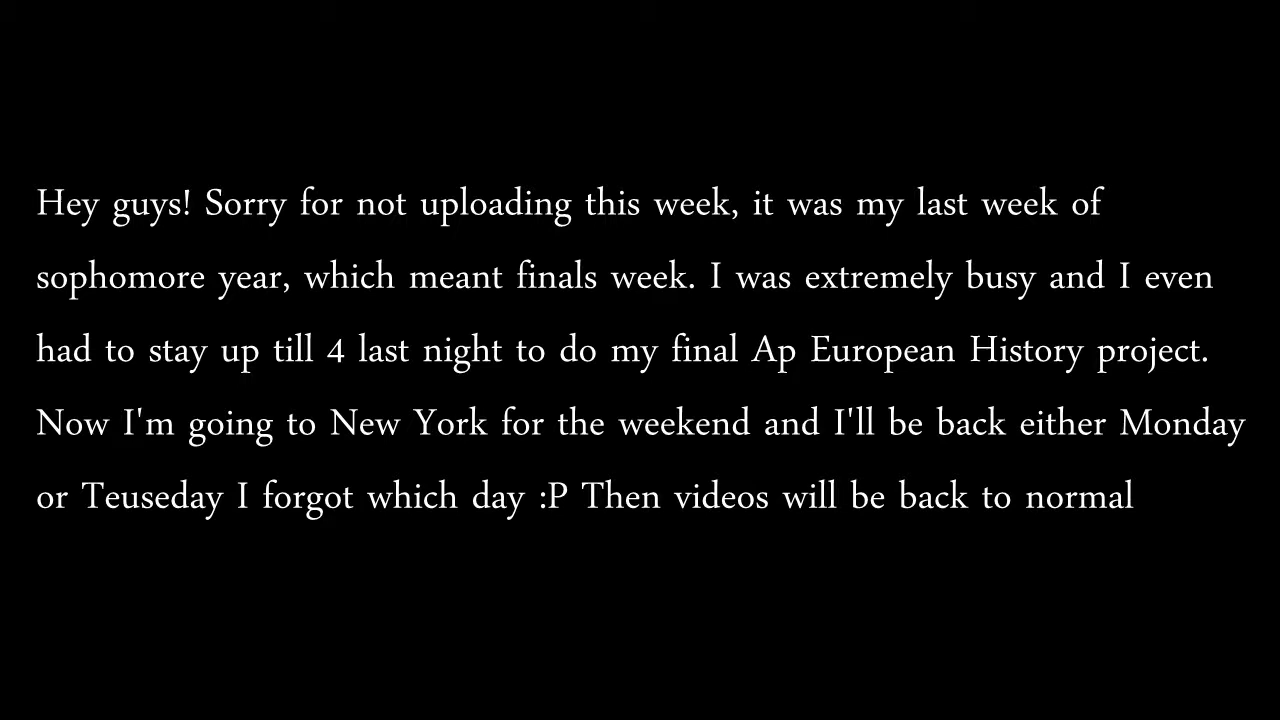 Hey guys! Sorry for not uploading this week, it was my last week of
sophomore year, which meant finals week. I was extremely busy and I even
had to stay up till 4 last night to do my final Ap European History project.
Now I'm going to New York for the weekend and I'll be back either Monday
or Teuseday I forgot which day :P Then videos will be back to normal